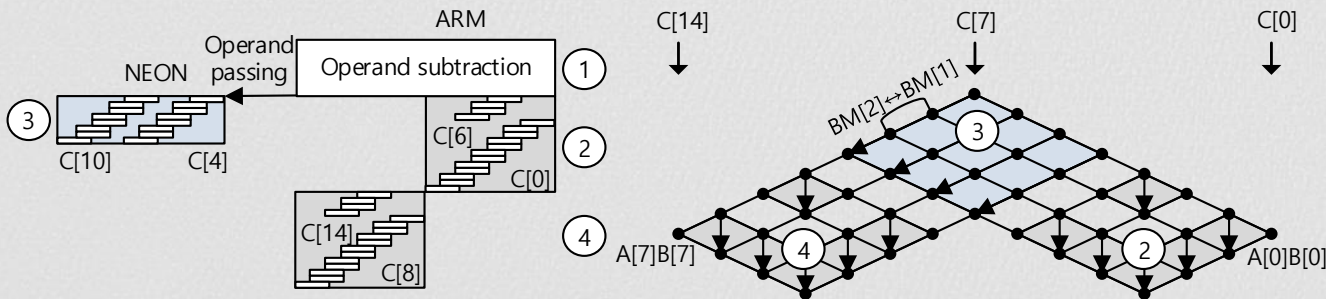 ARM
Operand
passing
NEON
Operand subtraction
1
3
C[10]
C[4]
C[6]
C[0]
2
C[14]
C[8]
4
C[14]
C[7]
C[0]
BM[2]↔BM[1]
3
A[7]B[7]
4
2
A[0]B[0]